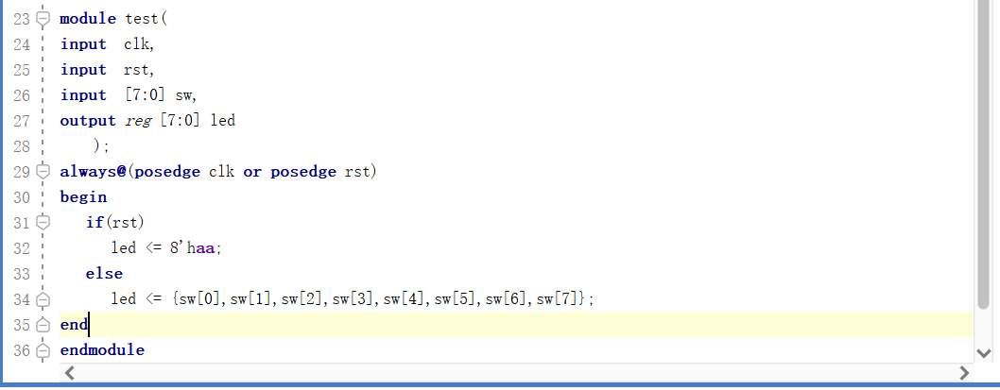 23 module test(
24 input  clk,
25 input  rst,
26 input  [7:0] sw,
27 output reg [7:0] led
28     );
29 always@(posedge clk or posedge rst)
30 begin
31    if(rst)
32       led <= 8'haa;
33    else
34       led <= {sw[0],sw[1],sw[2],sw[3],sw[4],sw[5],sw[6],sw[7]};
35 end
36 endmodule